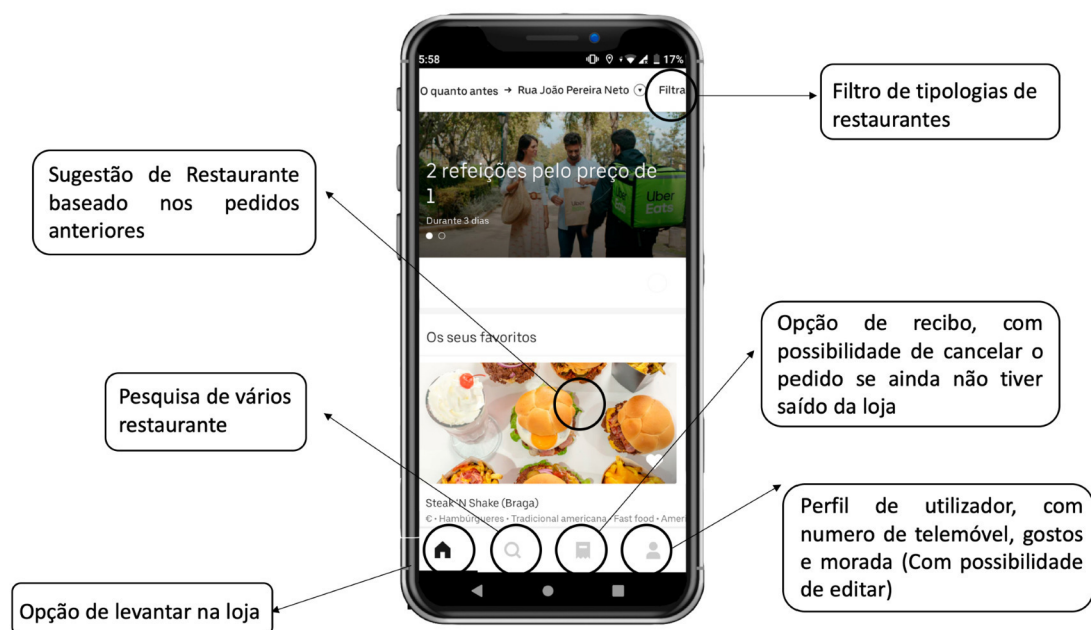 5:58
17%
O quanto antes → Rua João Pereira Neto
Filtra
2 refeições pelo preço de
1
Durante 3 dias
Uber
Eats
Uber
Eats
Os seus favoritos
Steak 'N Shake (Braga)
€ • Hambúrgueres • Tradicional americana • Fast food • Ameri
Filtro de tipologias de
restaurantes
Sugestão de Restaurante
baseado nos pedidos
anteriores
Opção de recibo, com
possibilidade de cancelar o
pedido se ainda não tiver
saído da loja
Pesquisa de vários
restaurante
Perfil de utilizador, com
numero de telemóvel, gostos
e morada (Com possibilidade
de editar)
Opção de levantar na loja